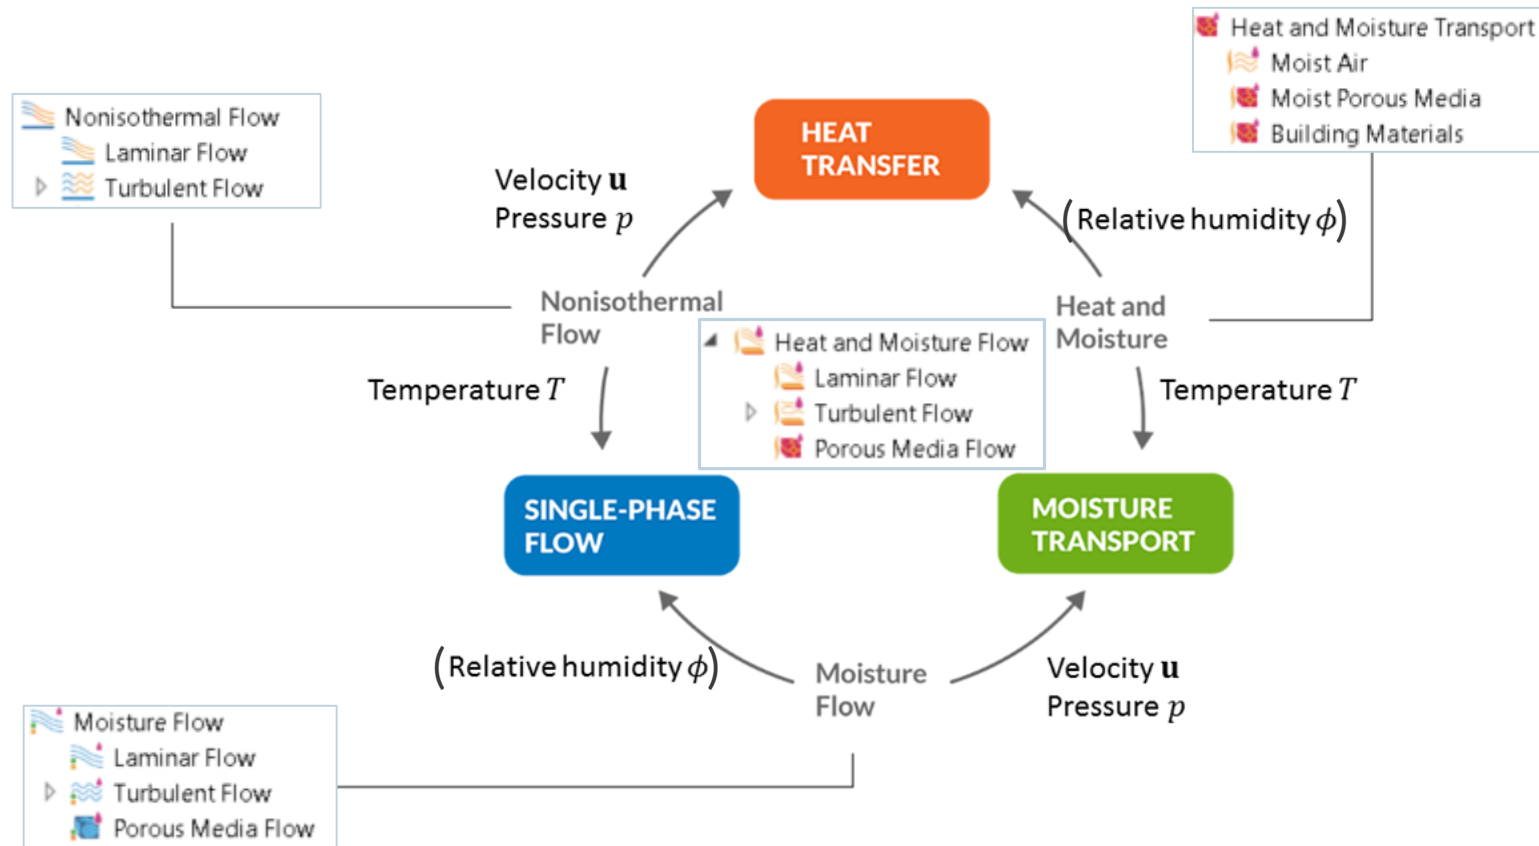 Heat and Moisture Transport
Moist Air
Moist Porous Media
Building Materials
Nonisothermal Flow
Laminar Flow
Turbulent Flow
HEAT
TRANSFER
Velocity u
Pressure p
(Relative humidity ϕ)
Nonisothermal
Flow
Heat and
Moisture
Heat and Moisture Flow
Laminar Flow
Turbulent Flow
Porous Media Flow
Temperature T
Temperature T
SINGLE-PHASE
FLOW
MOISTURE
TRANSPORT
(Relative humidity ϕ)
Moisture
Flow
Velocity u
Pressure p
Moisture Flow
Laminar Flow
Turbulent Flow
Porous Media Flow